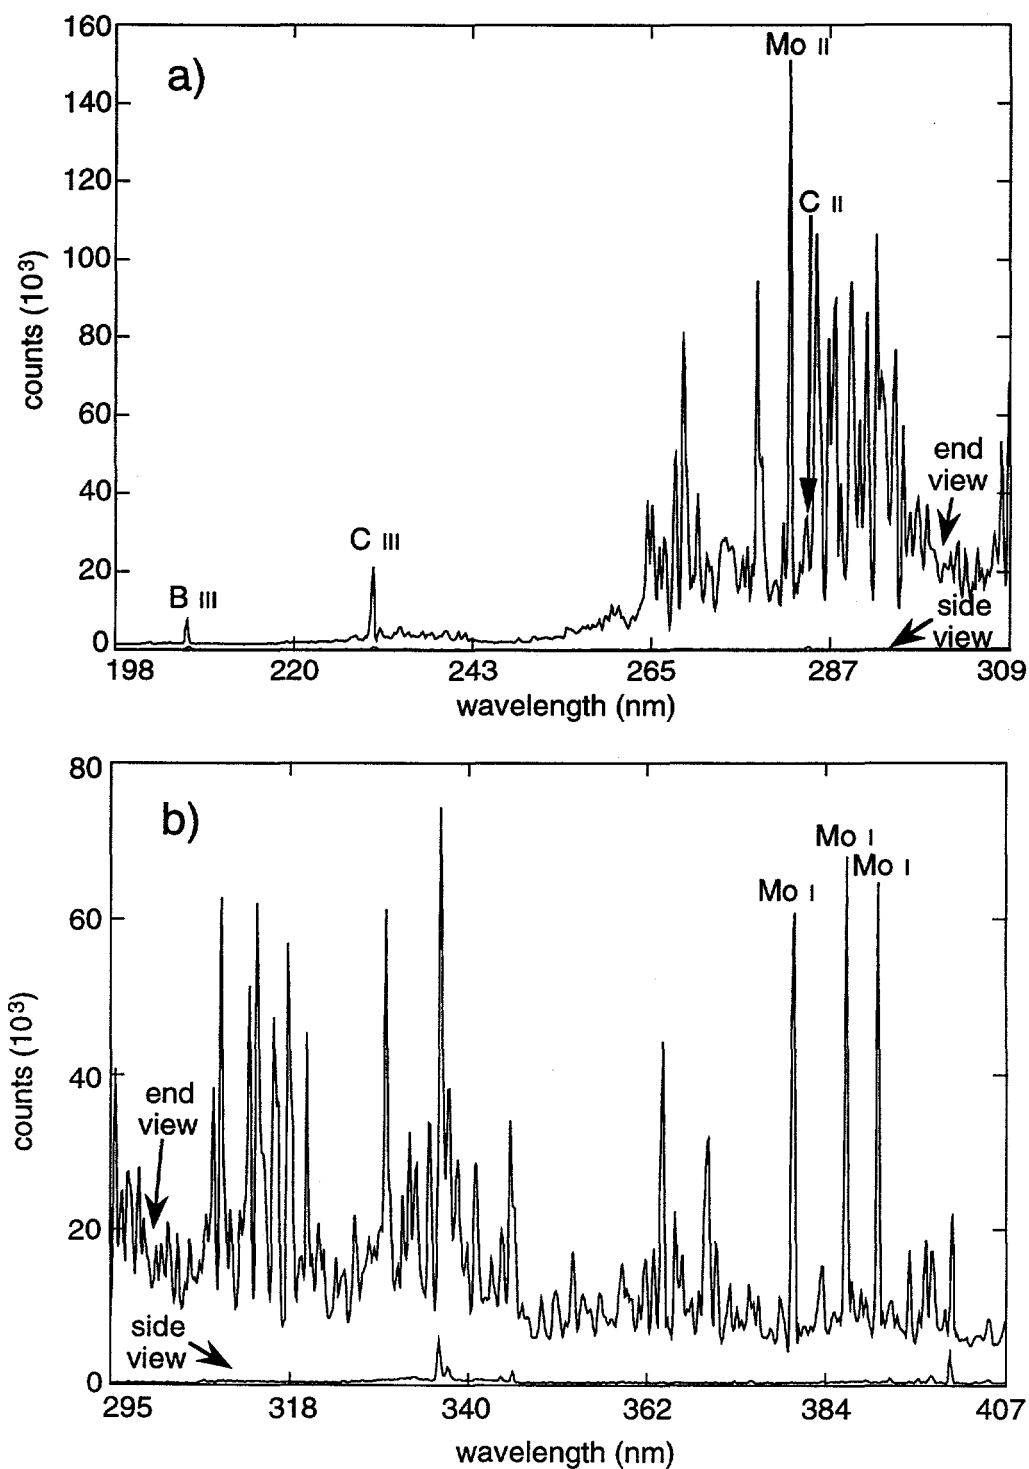 160
Mo II
a)
140
120
C II
100
counts (10³)
80
60
end
view
40
C III
20
B III
side
view
0
198 220 243 265 287 309
wavelength (nm)
80
b)
Mo I
Mo I
Mo I
60
counts (10³)
40
end
view
20
side
view
0
295 318 340 362 384 407
wavelength (nm)